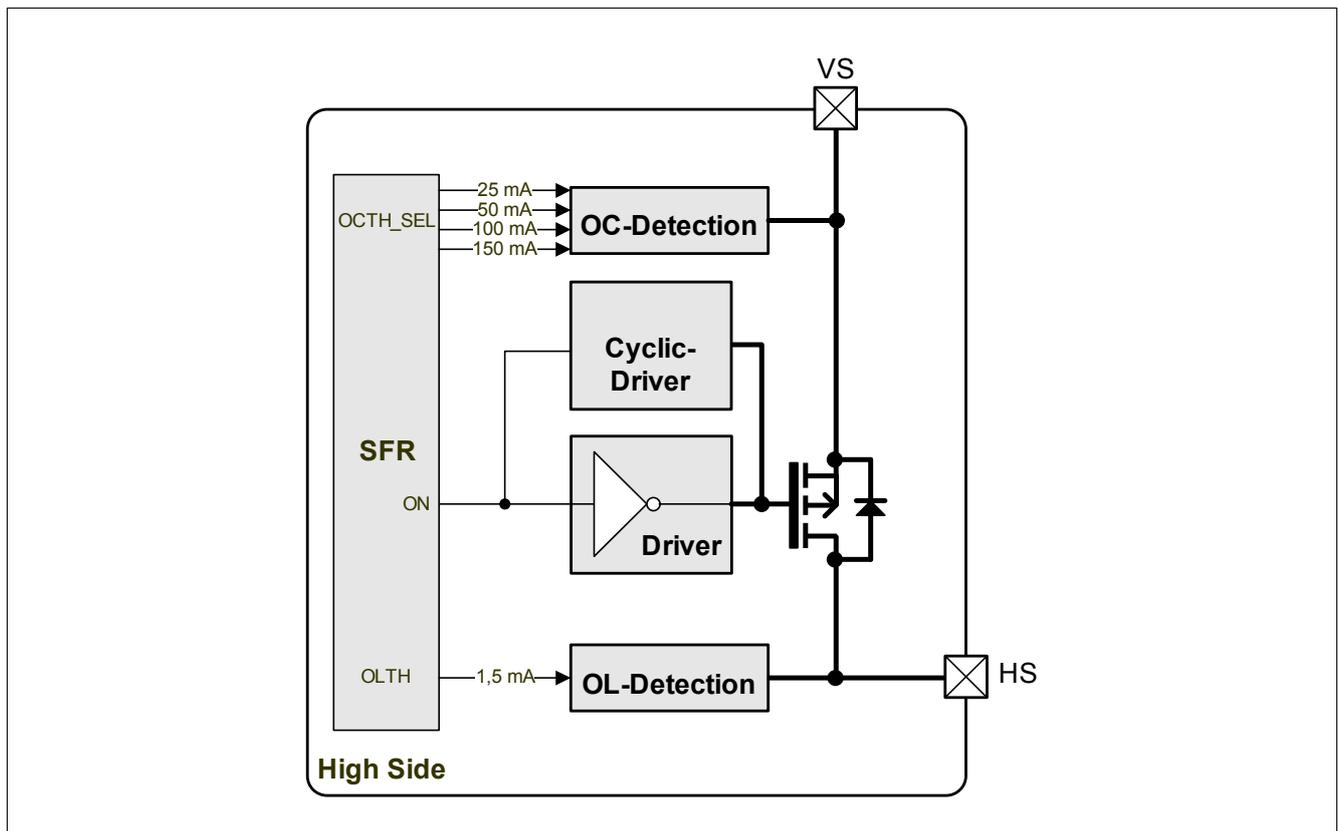 VS
OCTH_SEL
25 mA
50 mA
100 mA
150 mA
OC-Detection
Cyclic-
Driver
SFR
ON
Driver
OLTH
1,5 mA
OL-Detection
HS
High Side